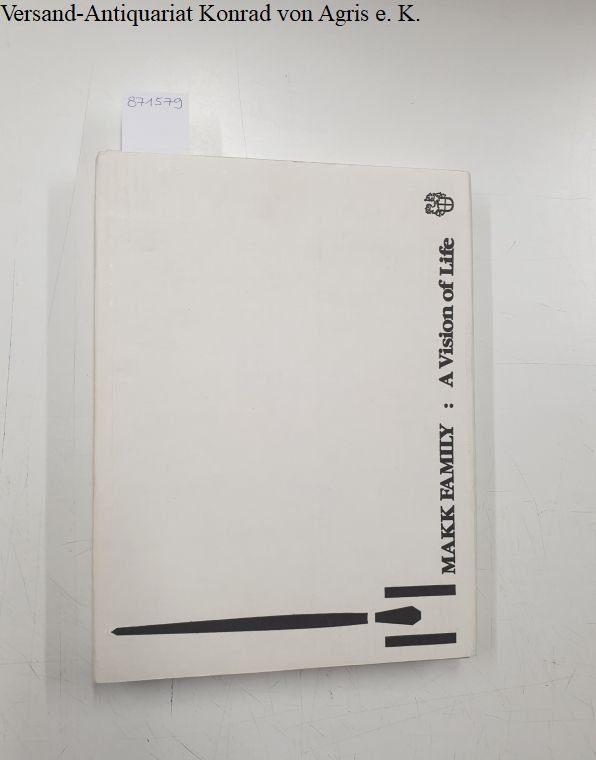 Versand-Antiquariat Konrad von Agris e. K.
871579
MAKK FAMILY : A Vision of Life